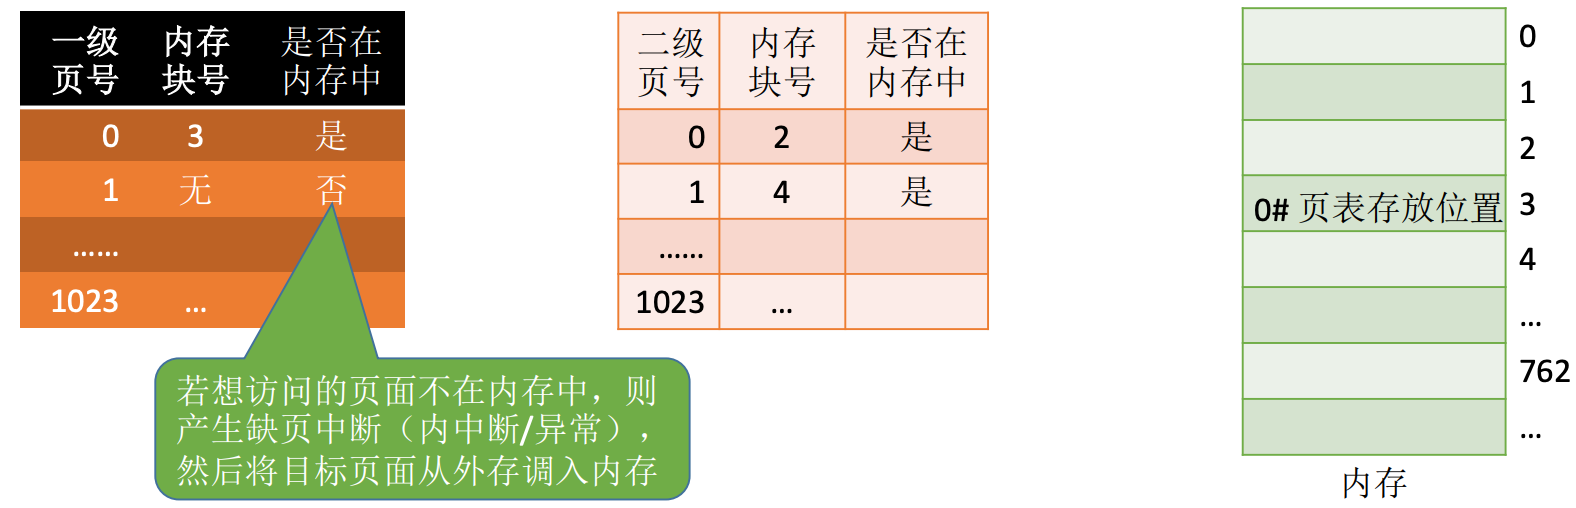 一级页号 内存块号 是否在内存中
0 3 是
1 无 否
……
1023 ...
若想访问的页面不在内存中，则
产生缺页中断（内中断/异常），
然后将目标页面从外存调入内存
二级页号 内存块号 是否在内存中
0 2 是
1 4 是
……
1023 ...
0
1
2
0# 页表存放位置 3
4
...
762
...
内存